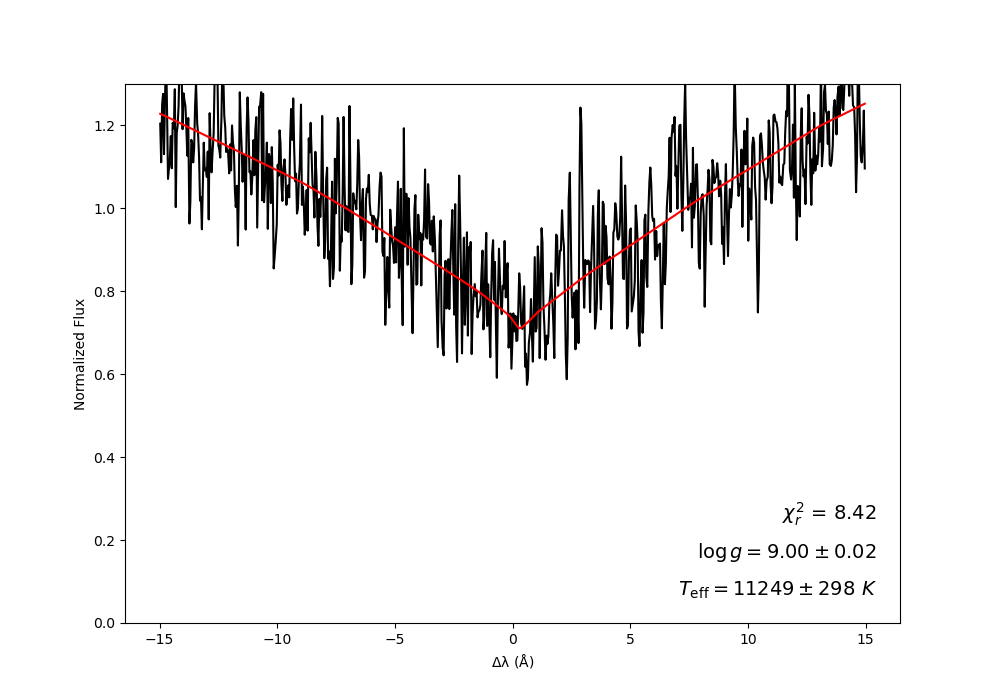 1.2
1.0
0.8
0.6
0.4
0.2
0.0
Normalized Flux
χ²ᵣ = 8.42
log g = 9.00 ± 0.02
T_eff = 11249 ± 298 K
−15 −10 −5 0 5 10 15
Δλ (Å)